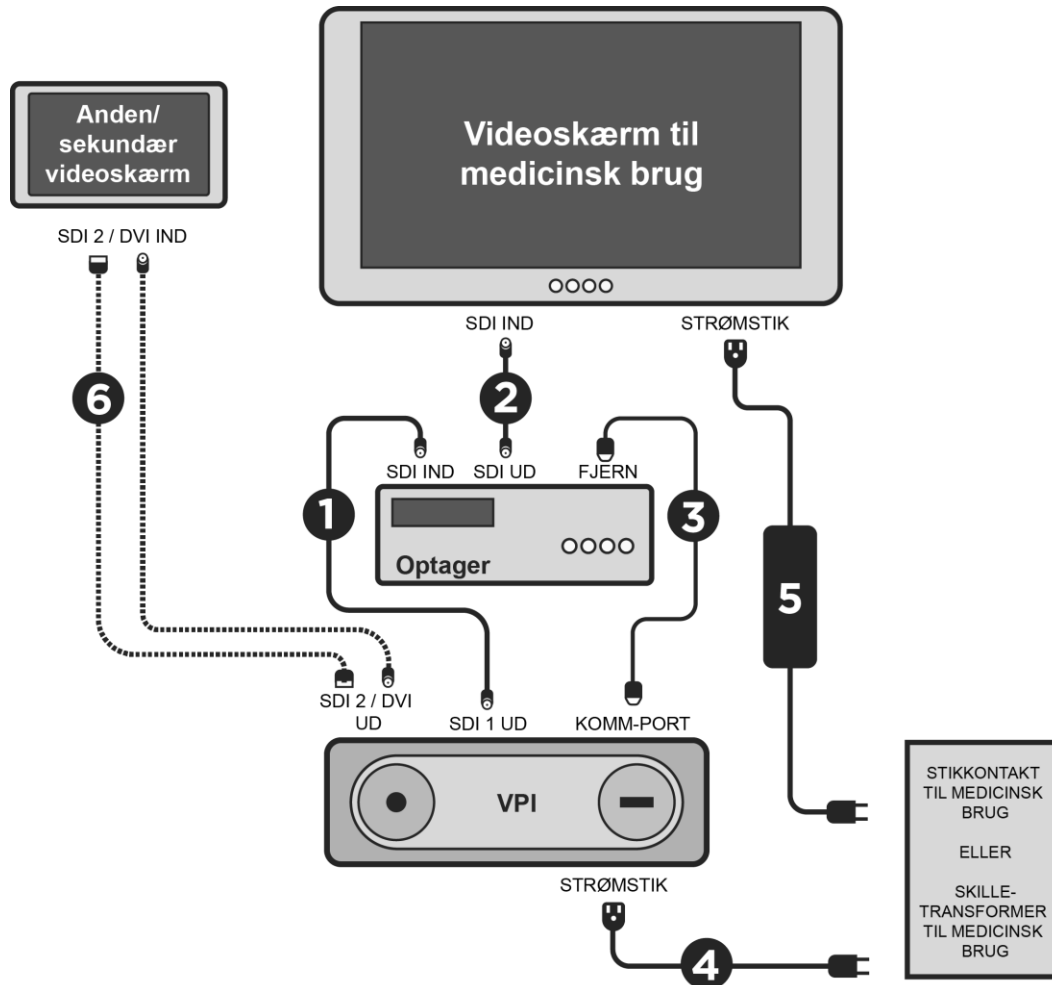 Anden/
sekundær
videoskærm
Videoskærm til
medicinsk brug
SDI 2 / DVI IND
SDI IND
STRØMSTIK
6
2
1
SDI IND
SDI UD
FJERN
3
Optager
5
SDI 2 / DVI
UD
SDI 1 UD
KOMM-PORT
VPI
STRØMSTIK
4
STIKKONTAKT
TIL MEDICINSK
BRUG
ELLER
SKILLE-
TRANSFORMER
TIL MEDICINSK
BRUG